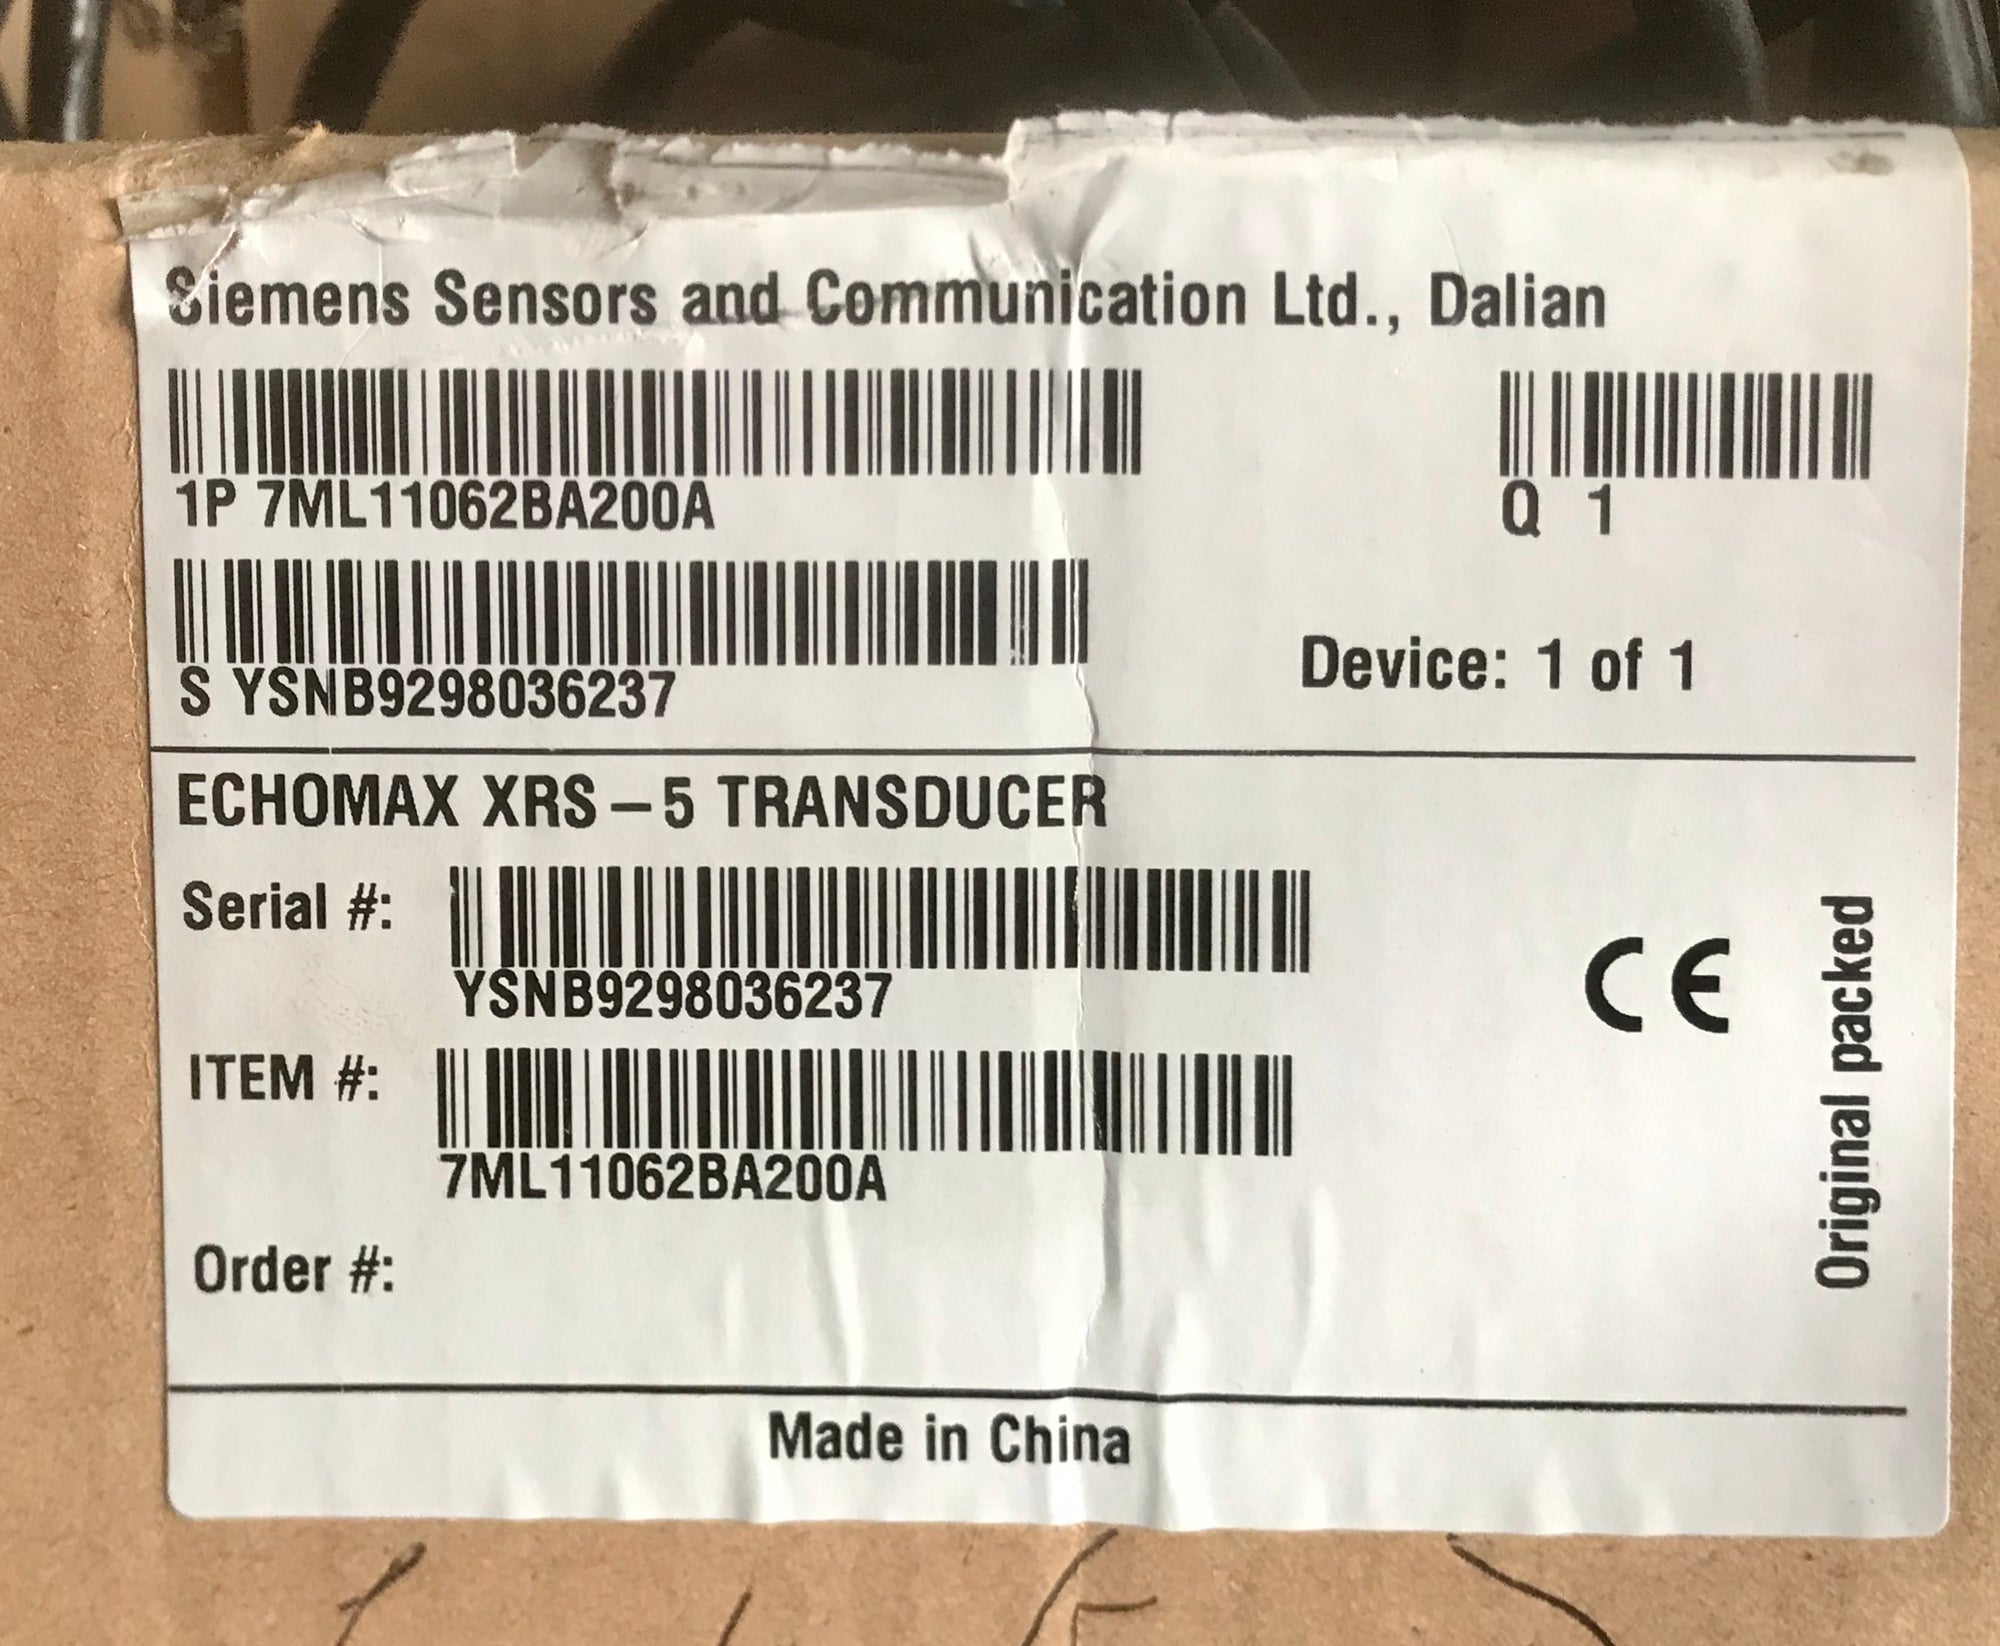 Siemens Sensors and Communication Ltd., Dalian
1P 7ML11062BA200A
Q 1
S YSNB9298036237
Device: 1 of 1
ECHOMAX XRS-5 TRANSDUCER
Serial #:
YSNB9298036237
ITEM #:
7ML11062BA200A
CE
Original packed
Order #:
Made in China